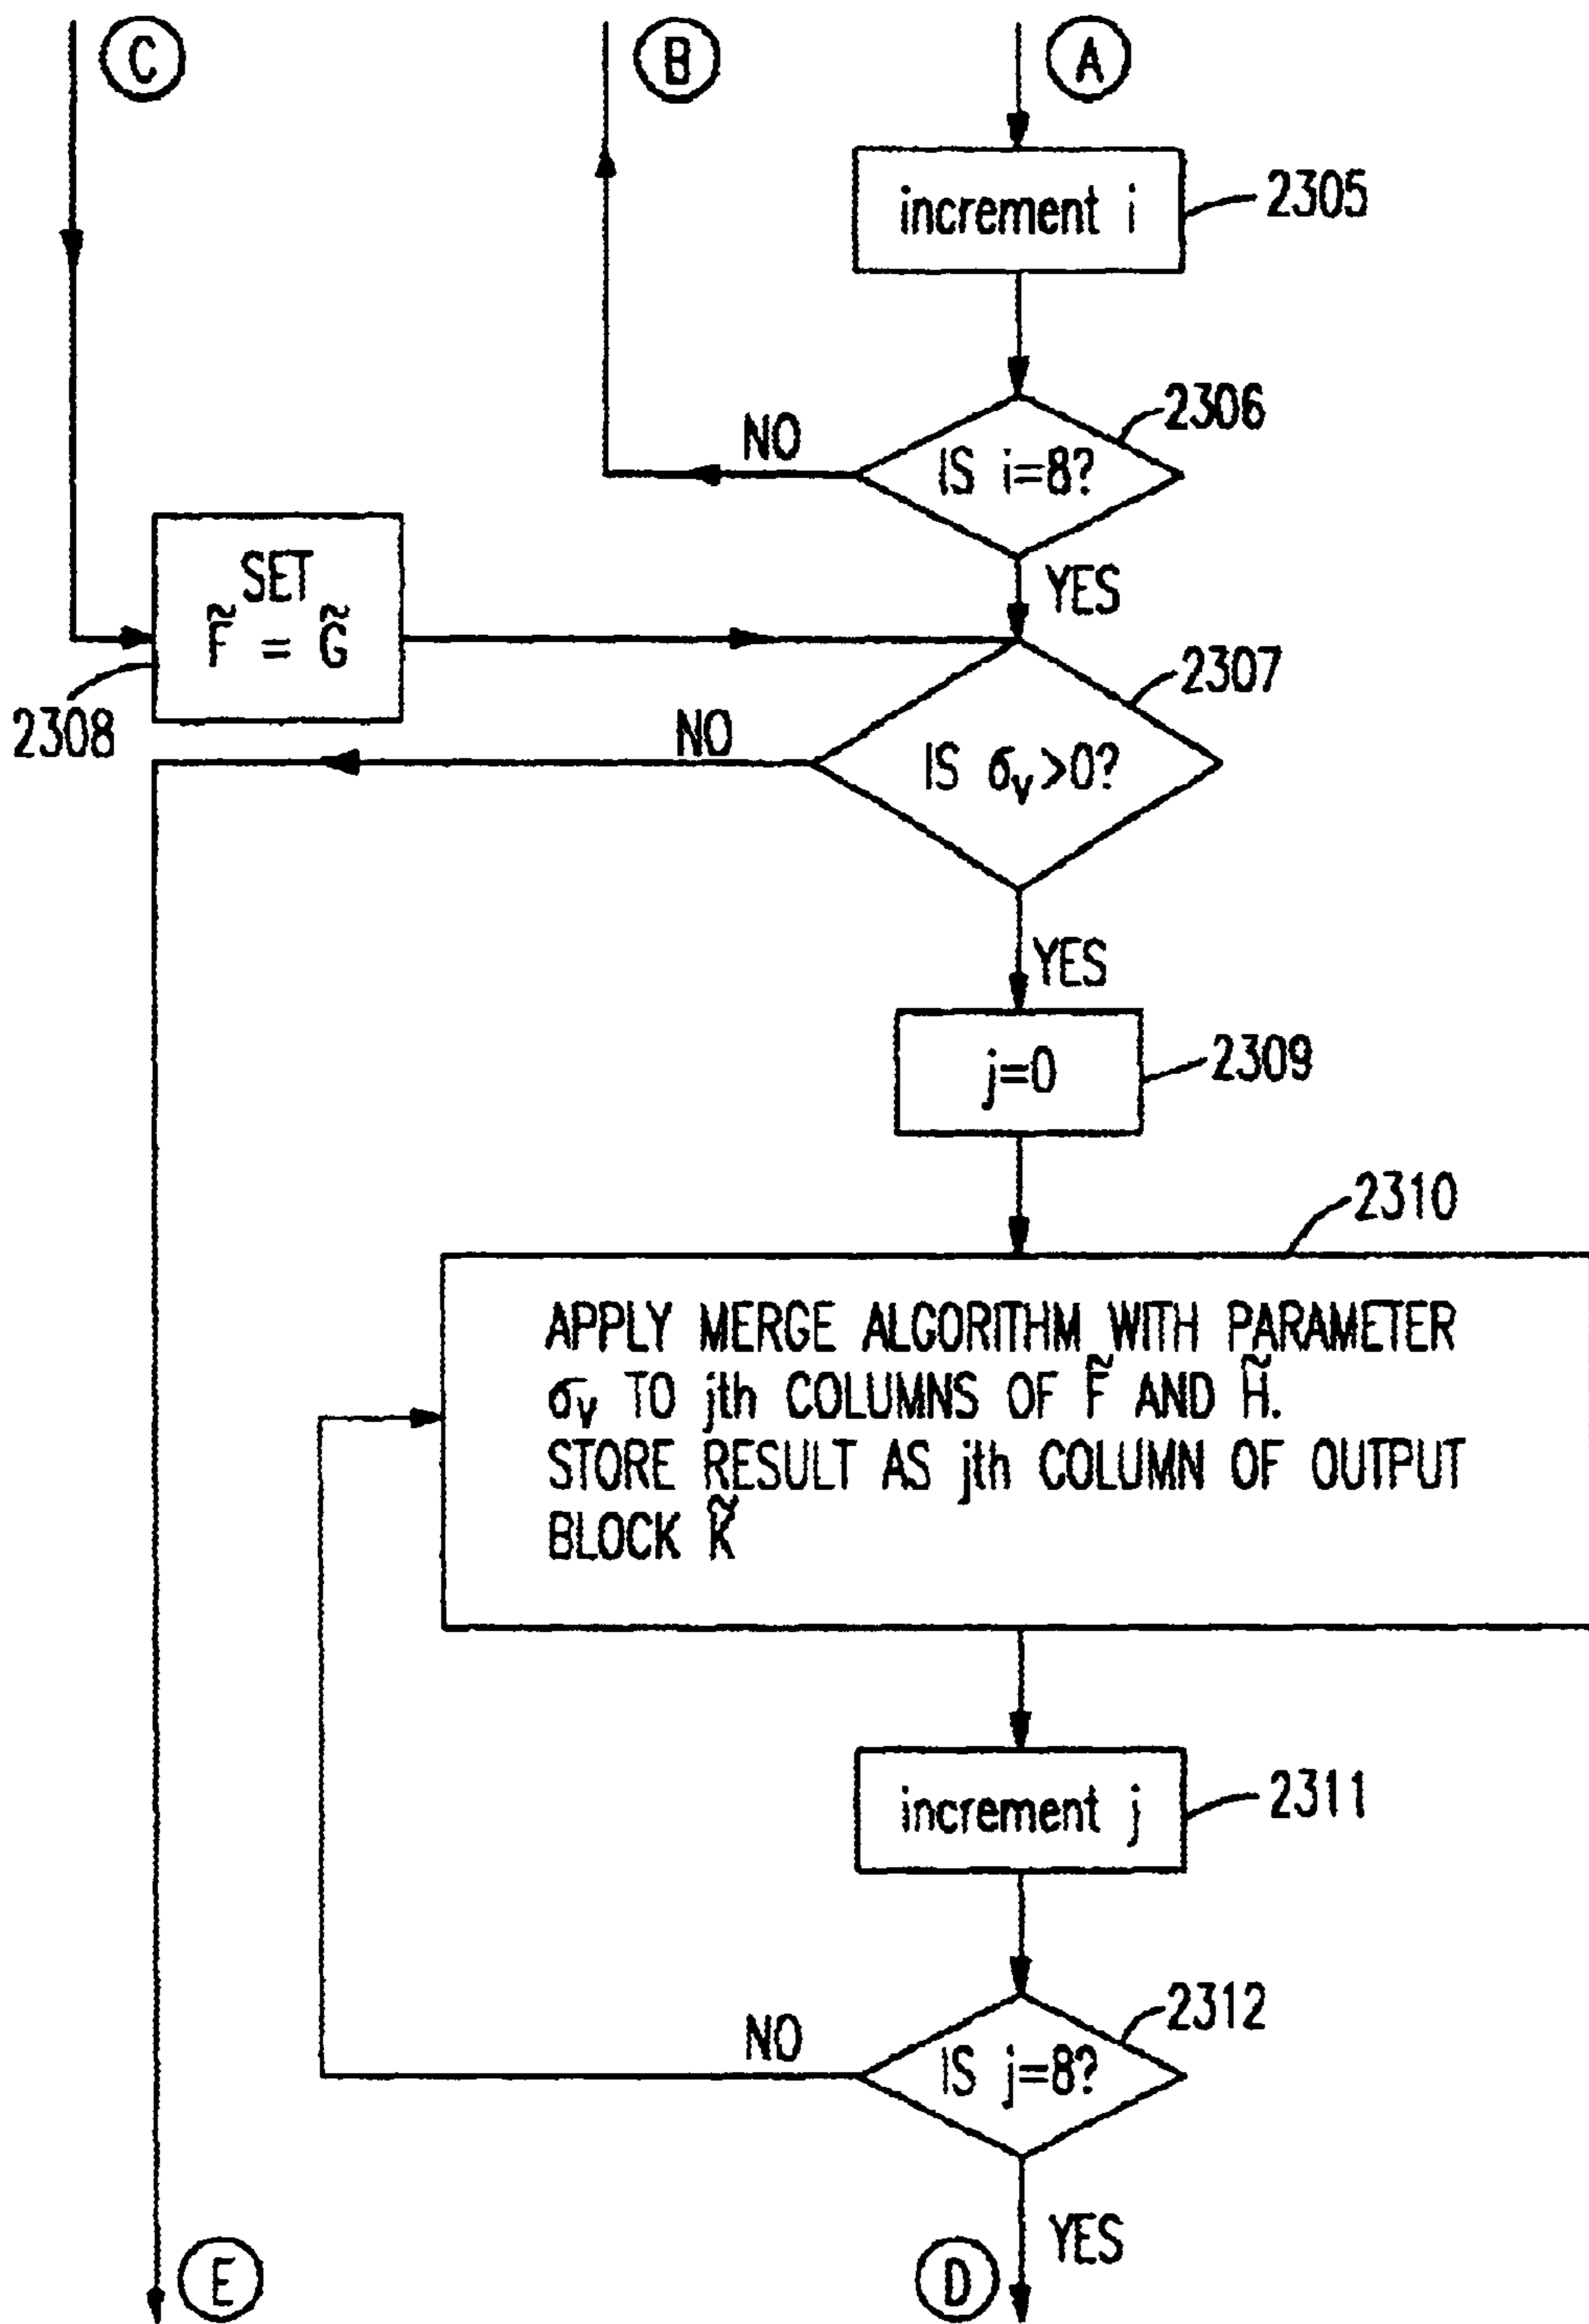 C
B
A
increment i
2305
2306
NO
IS i=8?
YES
SET
F̃ = G̃
2308
2307
NO
IS σᵥ>0?
YES
j=0
2309
2310
APPLY MERGE ALGORITHM WITH PARAMETER
σᵥ TO jth COLUMNS OF F̃ AND H̃.
STORE RESULT AS jth COLUMN OF OUTPUT
BLOCK K̃
increment j
2311
2312
NO
IS j=8?
YES
E
D